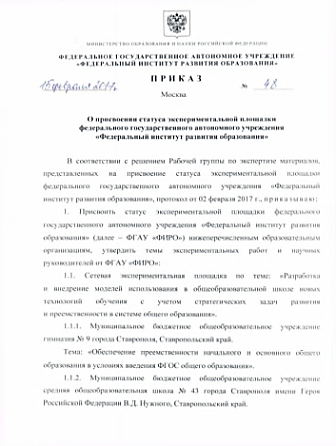 МИНИСТЕРСТВО ОБРАЗОВАНИЯ И НАУКИ РОССИЙСКОЙ ФЕДЕРАЦИИ
ФЕДЕРАЛЬНОЕ ГОСУДАРСТВЕННОЕ АВТОНОМНОЕ УЧРЕЖДЕНИЕ
«ФЕДЕРАЛЬНЫЙ ИНСТИТУТ РАЗВИТИЯ ОБРАЗОВАНИЯ»
ПРИКАЗ
15 февраля 2017г. № 48
Москва
О присвоении статуса экспериментальной площадки
федерального государственного автономного учреждения
«Федеральный институт развития образования»
В соответствии с решением Рабочей группы по экспертизе материалов,
представленных на присвоение статуса экспериментальной площадки
федерального государственного автономного учреждения «Федеральный
институт развития образования», протокол от 02 февраля 2017 г., приказываю:
1. Присвоить статус экспериментальной площадки федерального
государственного автономного учреждения «Федеральный институт развития
образования» (далее – ФГАУ «ФИРО») нижеперечисленным образовательным
организациям, утвердить темы экспериментальных работ и научных
руководителей от ФГАУ «ФИРО»:
1.1. Сетевая экспериментальная площадка по теме: «Разработка
и внедрение моделей использования в общеобразовательной школе новых
технологий обучения с учетом стратегических задач развития
и преемственности в системе общего образования».
1.1.1. Муниципальное бюджетное общеобразовательное учреждение
гимназия № 9 города Ставрополя, Ставропольский край.
Тема: «Обеспечение преемственности начального и основного общего
образования в условиях введения ФГОС общего образования».
1.1.2. Муниципальное бюджетное общеобразовательное учреждение
средняя общеобразовательная школа № 43 города Ставрополя имени Героя
Российской Федерации В.Д. Нужного, Ставропольский край.